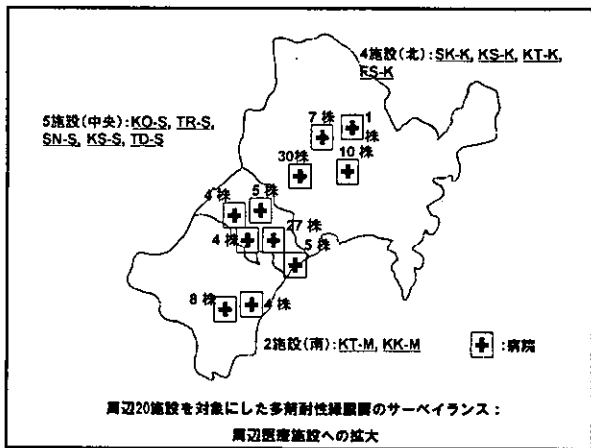 4施設(北):SK-K, KS-K, KT-K,
FS-K
5施設(中央):KO-S, TR-S,
SN-S, KS-S, TD-S
7株
1
株
30株
10株
4株
5株
4株
27株
5株
8株
4株
2施設(南):KT-M, KK-M
:病院
周辺20施設を対象にした多剤耐性緑膿菌のサーベイランス:
周辺医療施設への拡大